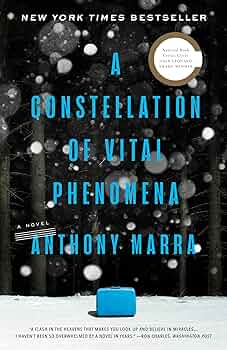 NEW YORK TIMES BESTSELLER
National Book
Critics Circle
JOHN LEONARD
PRIZE WINNER
A
CONSTELLATION
OF VITAL
PHENOMENA
A NOVEL
ANTHONY MARRA
"A FLASH IN THE HEAVENS THAT MAKES YOU LOOK UP AND BELIEVE IN MIRACLES....
I HAVEN'T BEEN SO OVERWHELMED BY A NOVEL IN YEARS." —RON CHARLES, WASHINGTON POST